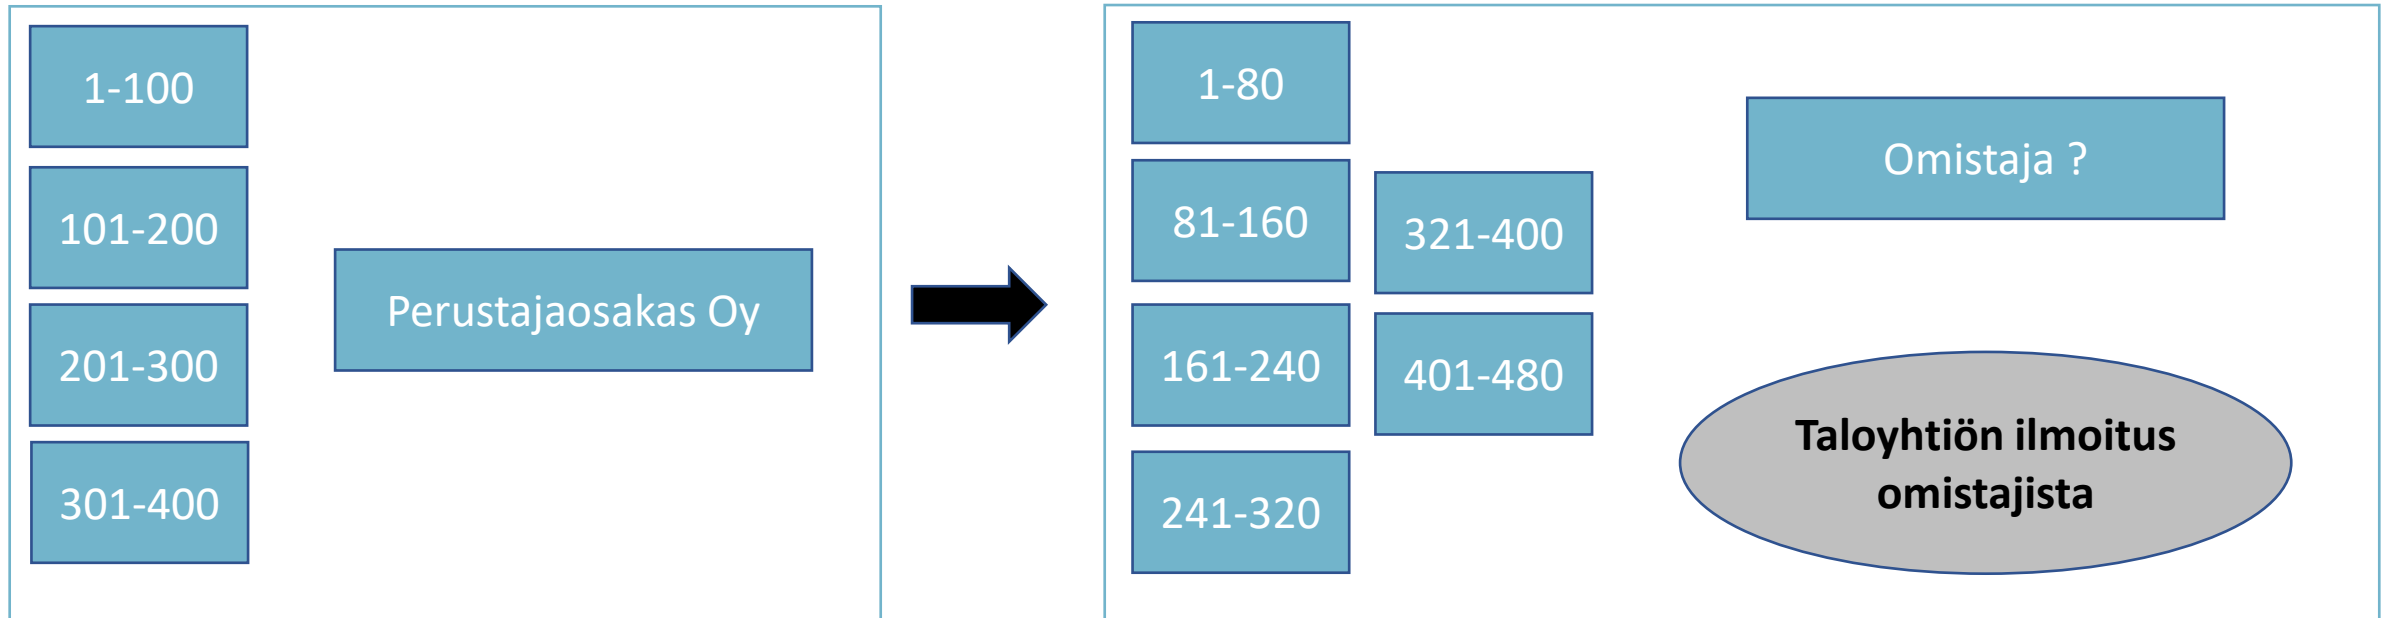 1-100
101-200
201-300
301-400
Perustajaosakas Oy
1-80
81-160
161-240
241-320
321-400
401-480
Omistaja ?
Taloyhtiön ilmoitus
omistajista